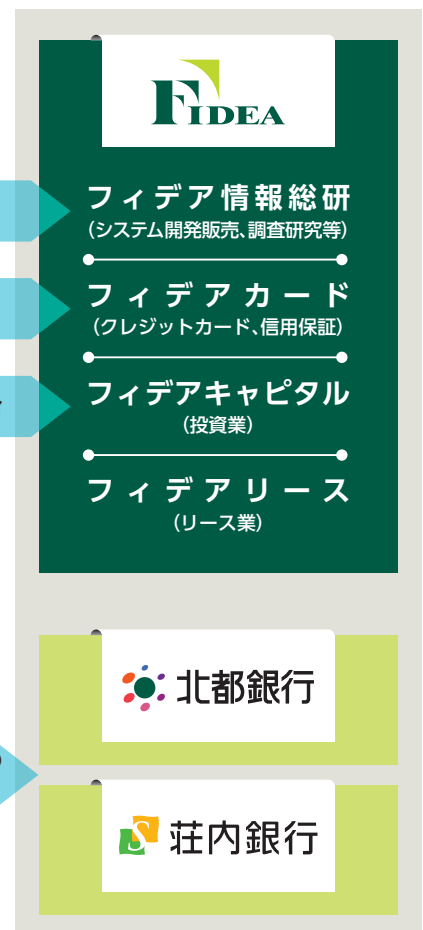 FIDEA
フィデア情報総研
（システム開発販売、調査研究等）
フィデアカード
（クレジットカード、信用保証）
フィデアキャピタル
（投資業）
フィデアリース
（リース業）
北都銀行
S 荘内銀行